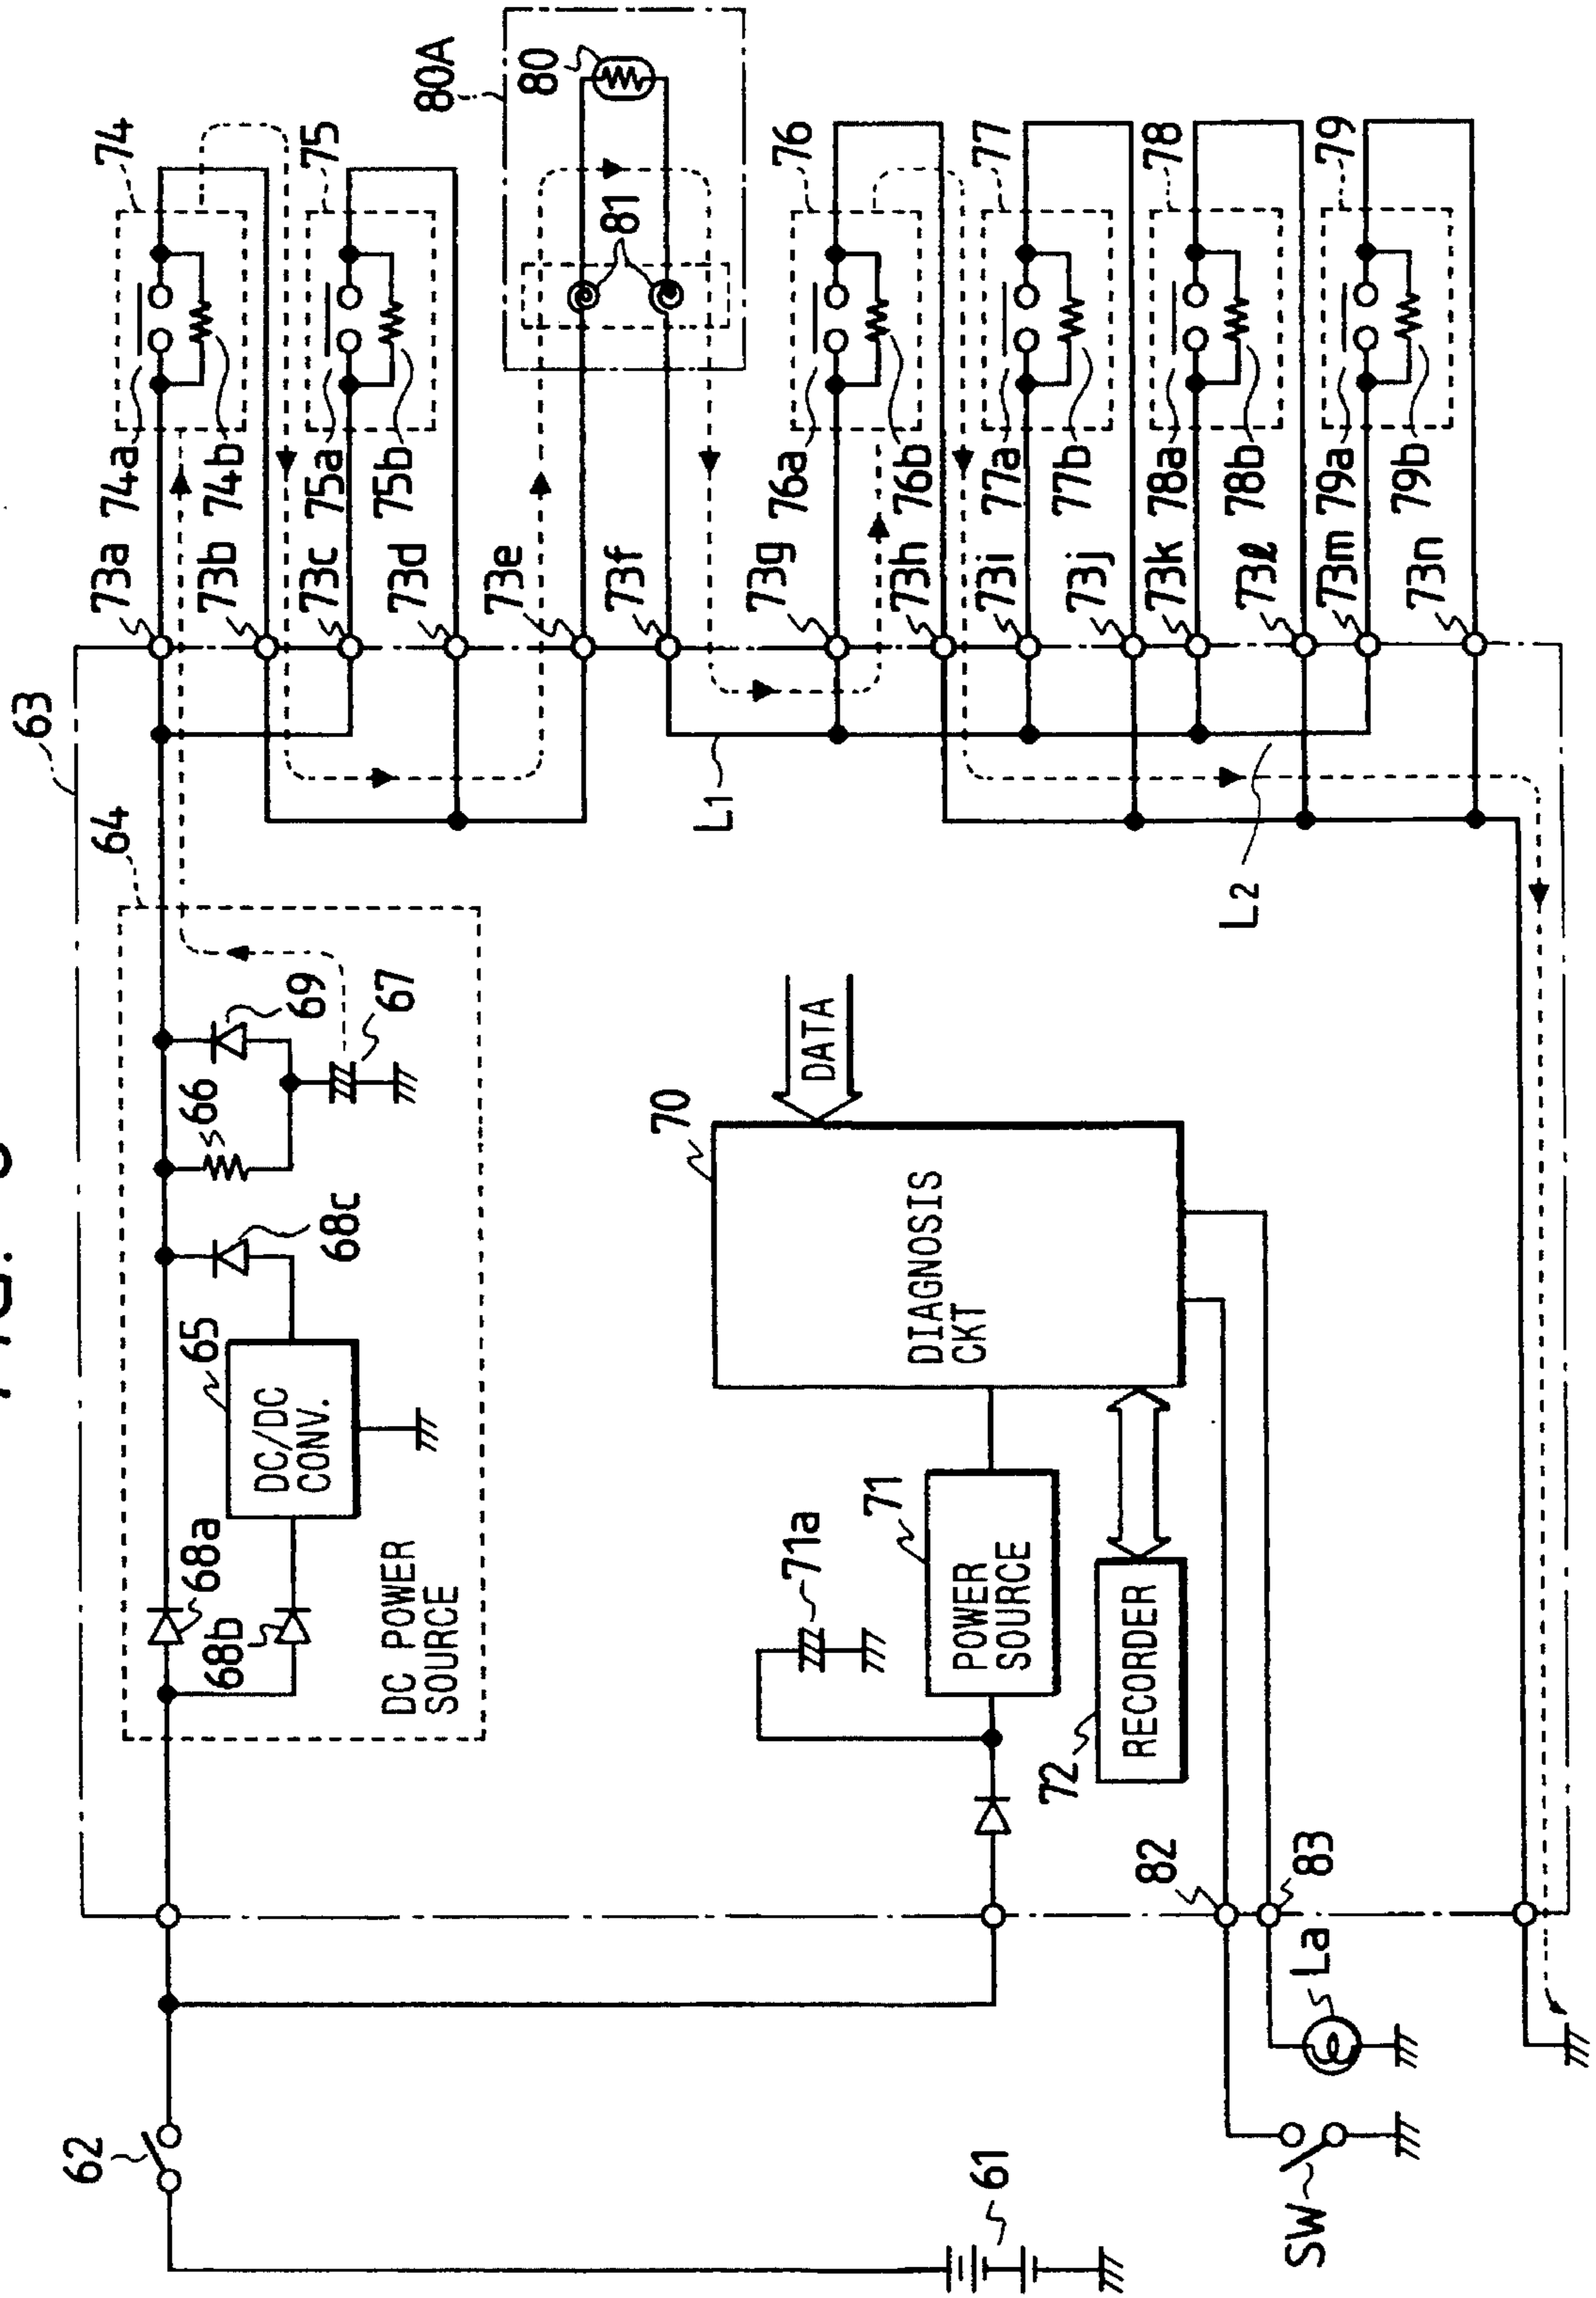 63
64
65
DC/DC
CONV.
66
67
68a
68b
68c
69
DC POWER
SOURCE
62
61
70
DIAGNOSIS
CKT
DATA
71
POWER
SOURCE
71a
72
RECORDER
82
83
La
SW
L1
L2
73a
73b
73c
73d
73e
73f
73g
73h
73i
73j
73k
73ℓ
73m
73n
74
74a
74b
75
75a
75b
80A
80
81
76
76a
76b
77
77a
77b
78
78a
78b
79
79a
79b